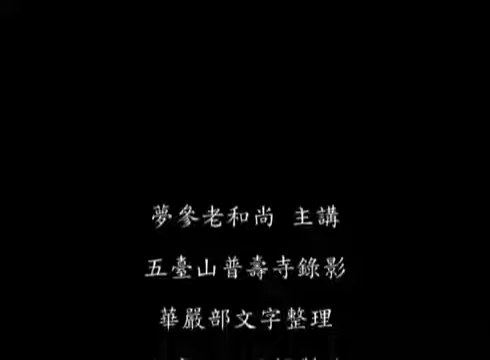 夢參老和尚 主講
五臺山普壽寺錄影
華嚴部文字整理